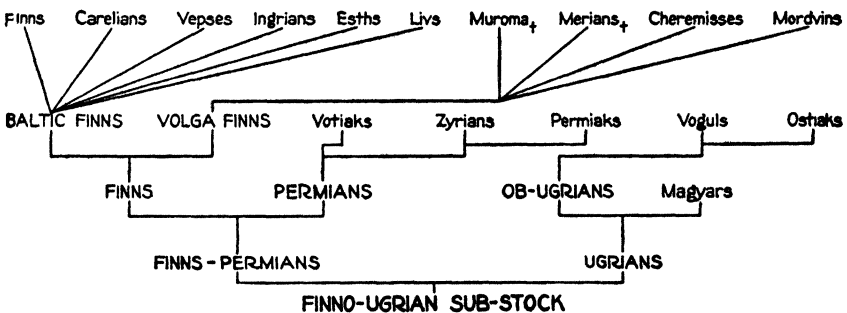 Finns Carelians Vepses Ingrians Esths Livs Muroma† Merians† Cheremisses Mordvins
BALTIC FINNS VOLGA FINNS Votiaks Zyrians Permiaks Voguls Ostiaks
FINNS PERMIANS OB-UGRIANS Magyars
FINNS-PERMIANS UGRIANS
FINNO-UGRIAN SUB-STOCK